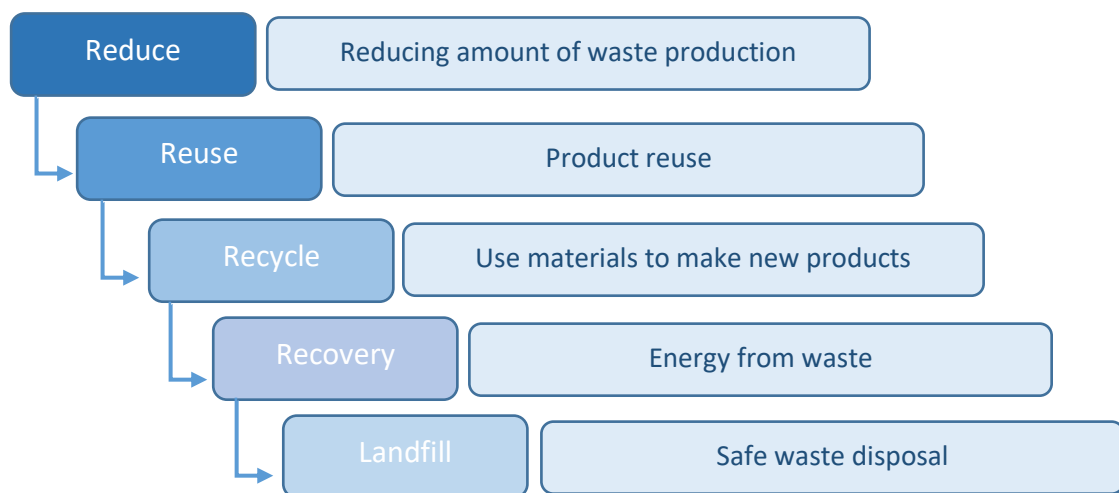 Reduce
Reducing amount of waste production
Reuse
Product reuse
Recycle
Use materials to make new products
Recovery
Energy from waste
Landfill
Safe waste disposal